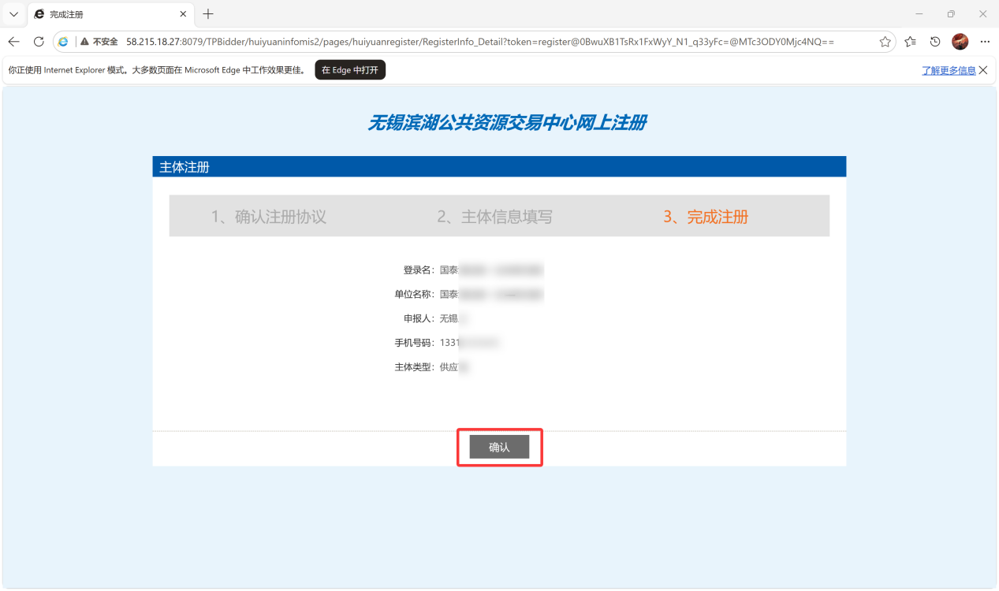 完成注册
不安全 58.215.18.27:8079/TPBidder/huiyuaninfomis2/pages/huiyuanregister/RegisterInfo_Detail?token=register@0BwuXB1TsRx1FxWyY_N1_q33yFc=@MTc3ODY0Mjc4NQ==
你正使用 Internet Explorer 模式。大多数页面在 Microsoft Edge 中工作效果更佳。 在 Edge 中打开 了解更多信息
无锡滨湖公共资源交易中心网上注册
主体注册
1、确认注册协议 2、主体信息填写 3、完成注册
登录名：国泰
单位名称：国泰
申报人：无锡
手机号码：1331
主体类型：供应
确认